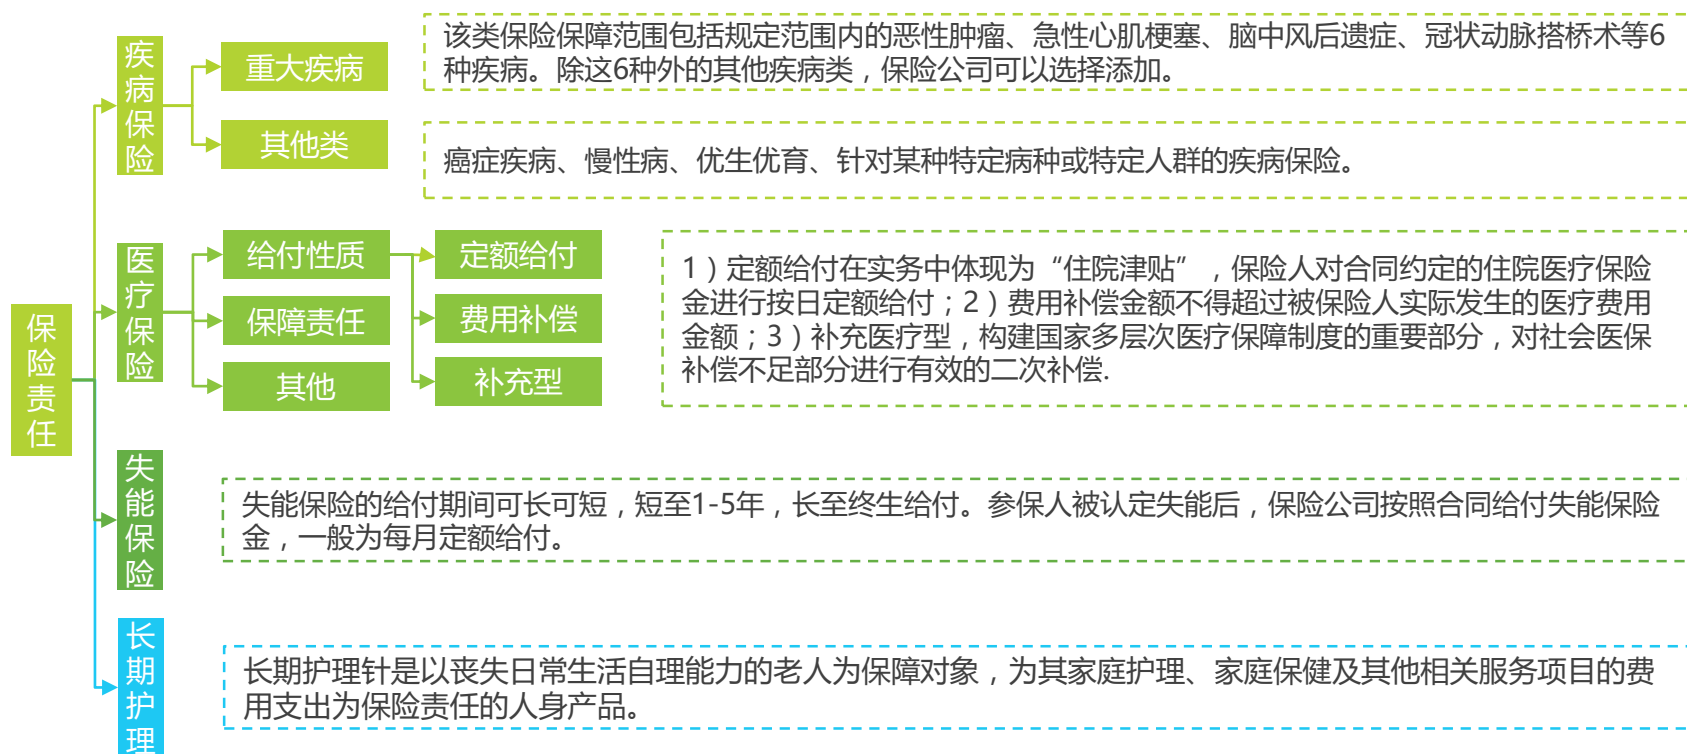 保险责任
疾病保险
重大疾病
该类保险保障范围包括规定范围内的恶性肿瘤、急性心肌梗塞、脑中风后遗症、冠状动脉搭桥术等6
种疾病。除这6种外的其他疾病类，保险公司可以选择添加。
其他类
癌症疾病、慢性病、优生优育、针对某种特定病种或特定人群的疾病保险。
医疗保险
给付性质
保障责任
其他
定额给付
费用补偿
补充型
1）定额给付在实务中体现为“住院津贴”，保险人对合同约定的住院医疗保险
金进行按日定额给付；2）费用补偿金额不得超过被保险人实际发生的医疗费用
金额；3）补充医疗型，构建国家多层次医疗保障制度的重要部分，对社会医保
补偿不足部分进行有效的二次补偿.
失能保险
失能保险的给付期间可长可短，短至1-5年，长至终生给付。参保人被认定失能后，保险公司按照合同给付失能保险
金，一般为每月定额给付。
长期护理
长期护理针是以丧失日常生活自理能力的老人为保障对象，为其家庭护理、家庭保健及其他相关服务项目的费
用支出为保险责任的人身产品。